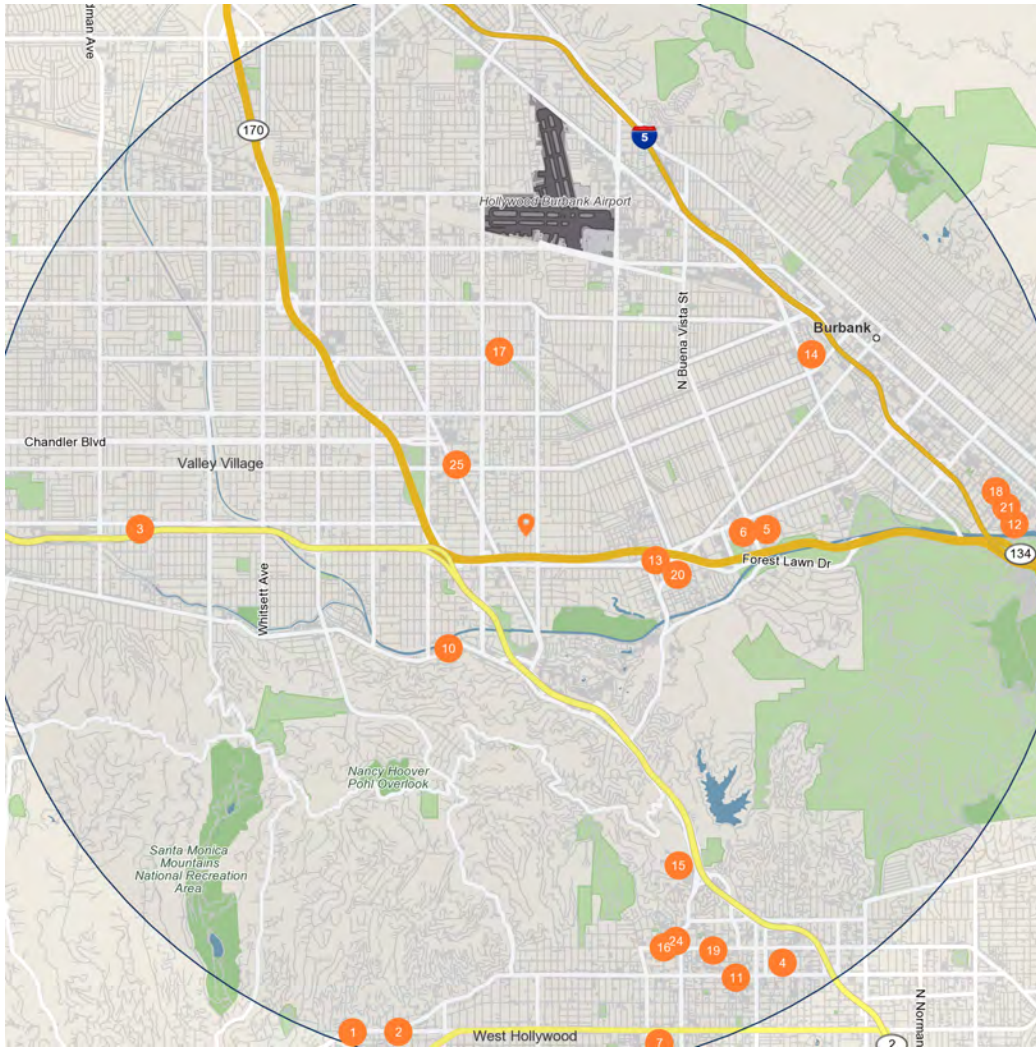 dman Ave
170
5
Hollywood Burbank Airport
N Buena Vista St
Burbank
17
14
Chandler Blvd
Valley Village
25
18
21
12
3
6
5
13
20
Forest Lawn Dr
134
Whitsett Ave
10
Nancy Hoover
Pohl Overlook
Santa Monica
Mountains
National Recreation
Area
15
16
24
19
4
11
N Norman
1
2
West Hollywood
7
2